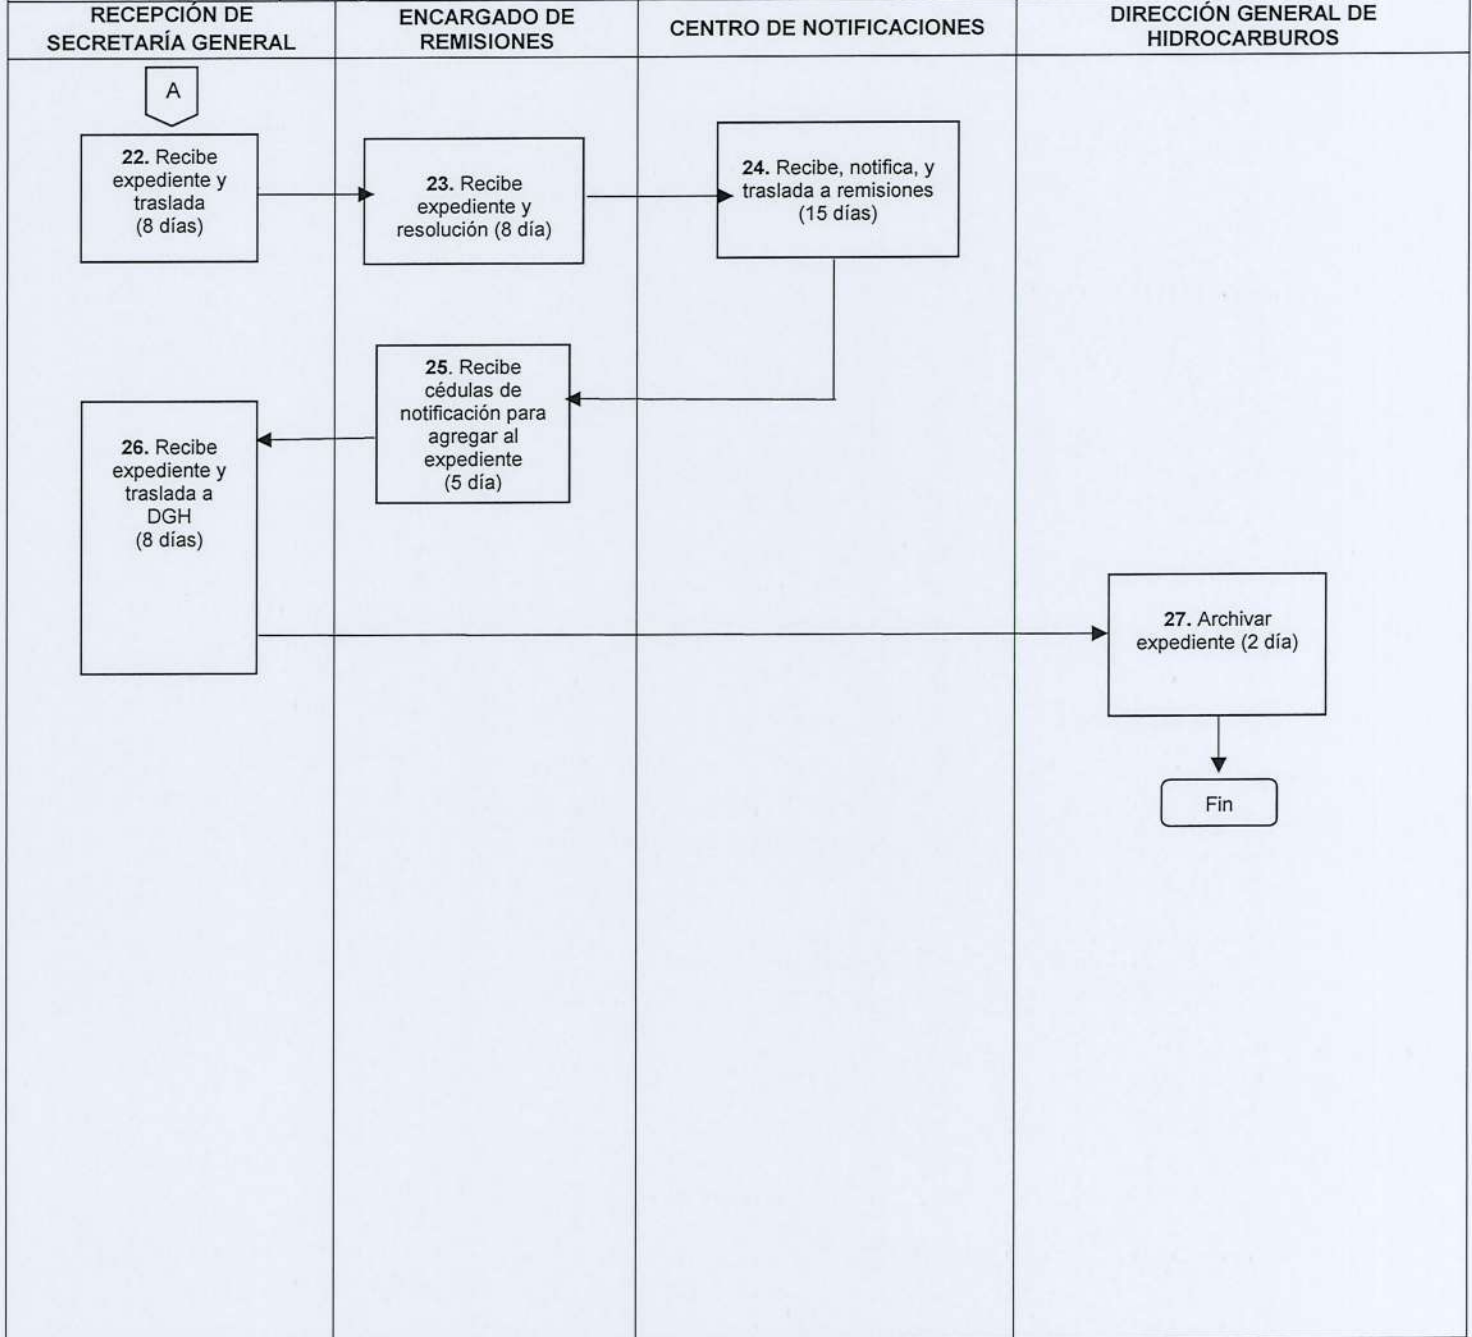 RECEPCIÓN DE
SECRETARÍA GENERAL
ENCARGADO DE
REMISIONES
CENTRO DE NOTIFICACIONES
DIRECCIÓN GENERAL DE
HIDROCARBUROS
A
22. Recibe
expediente y
traslada
(8 días)
23. Recibe
expediente y
resolución (8 día)
24. Recibe, notifica, y
traslada a remisiones
(15 días)
25. Recibe
cédulas de
notificación para
agregar al
expediente
(5 día)
26. Recibe
expediente y
traslada a
DGH
(8 días)
27. Archivar
expediente (2 día)
Fin